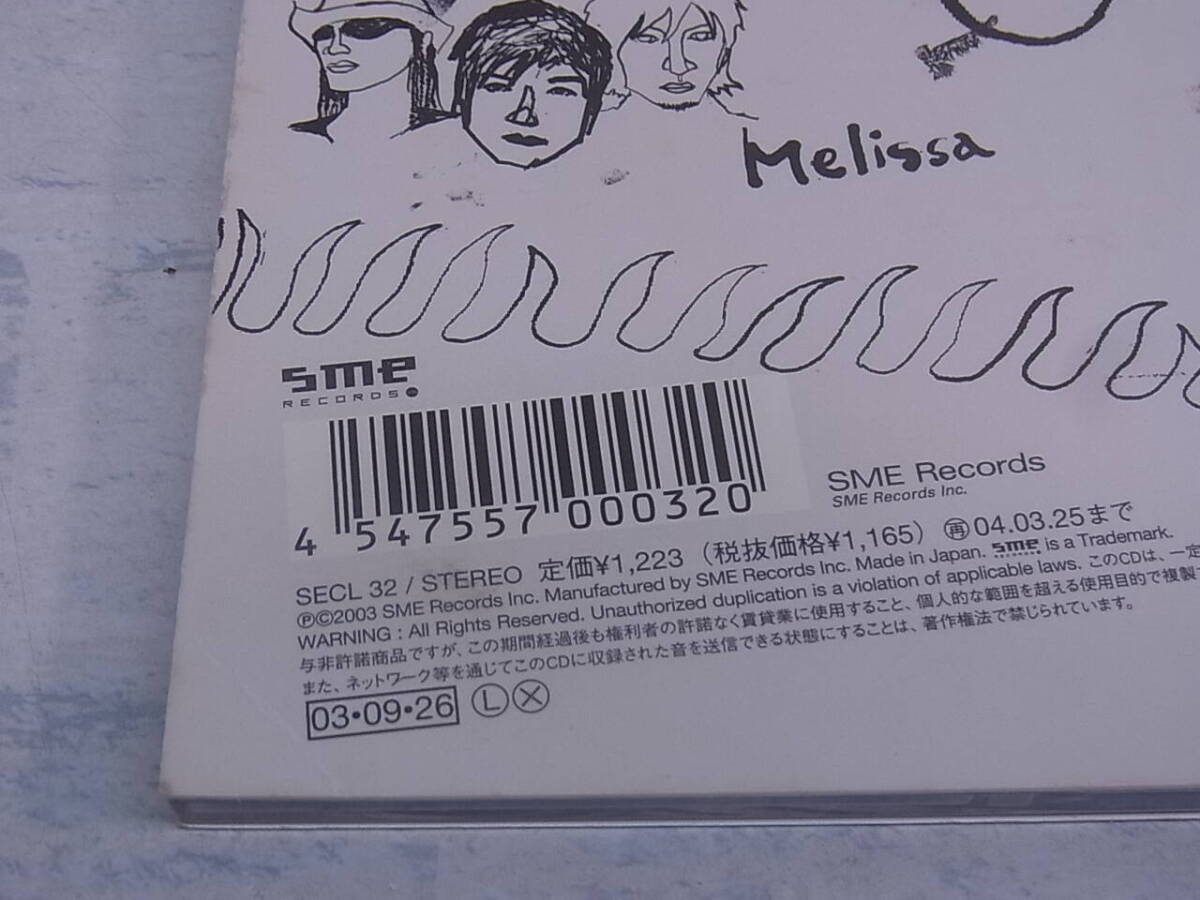 Melissa
sme
RECORDS
4 547557 000320
SME Records
SME Records Inc.
SECL 32 / STEREO 定価¥1,223（税抜価格¥1,165）再04.03.25まで
ⓅⒸ2003 SME Records Inc. Manufactured by SME Records Inc. Made in Japan. sme is a Trademark.
WARNING : All Rights Reserved. Unauthorized duplication is a violation of applicable laws. このCDは、一定
与非許諾商品ですが、この期間経過後も権利者の許諾なく賃貸業に使用すること、個人的な範囲を超える使用目的で複製す
また、ネットワーク等を通じてこのCDに収録された音を送信できる状態にすることは、著作権法で禁じられています。
03•09•26 Ⓛ Ⓧ